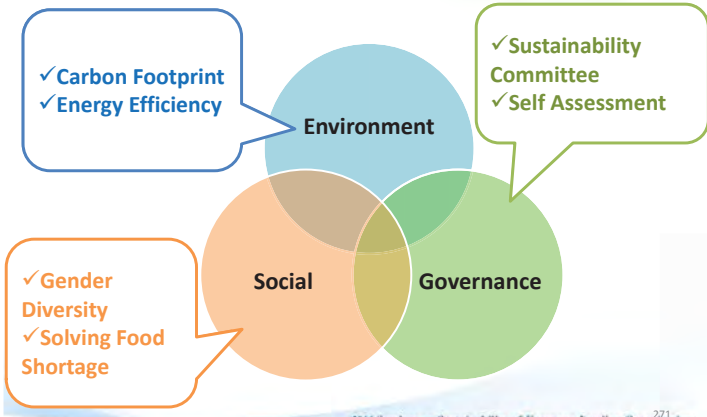 ✓Carbon Footprint
✓Energy Efficiency
✓Sustainability
Committee
✓Self Assessment
Environment
✓Gender
Diversity
✓Solving Food
Shortage
Social
Governance
271